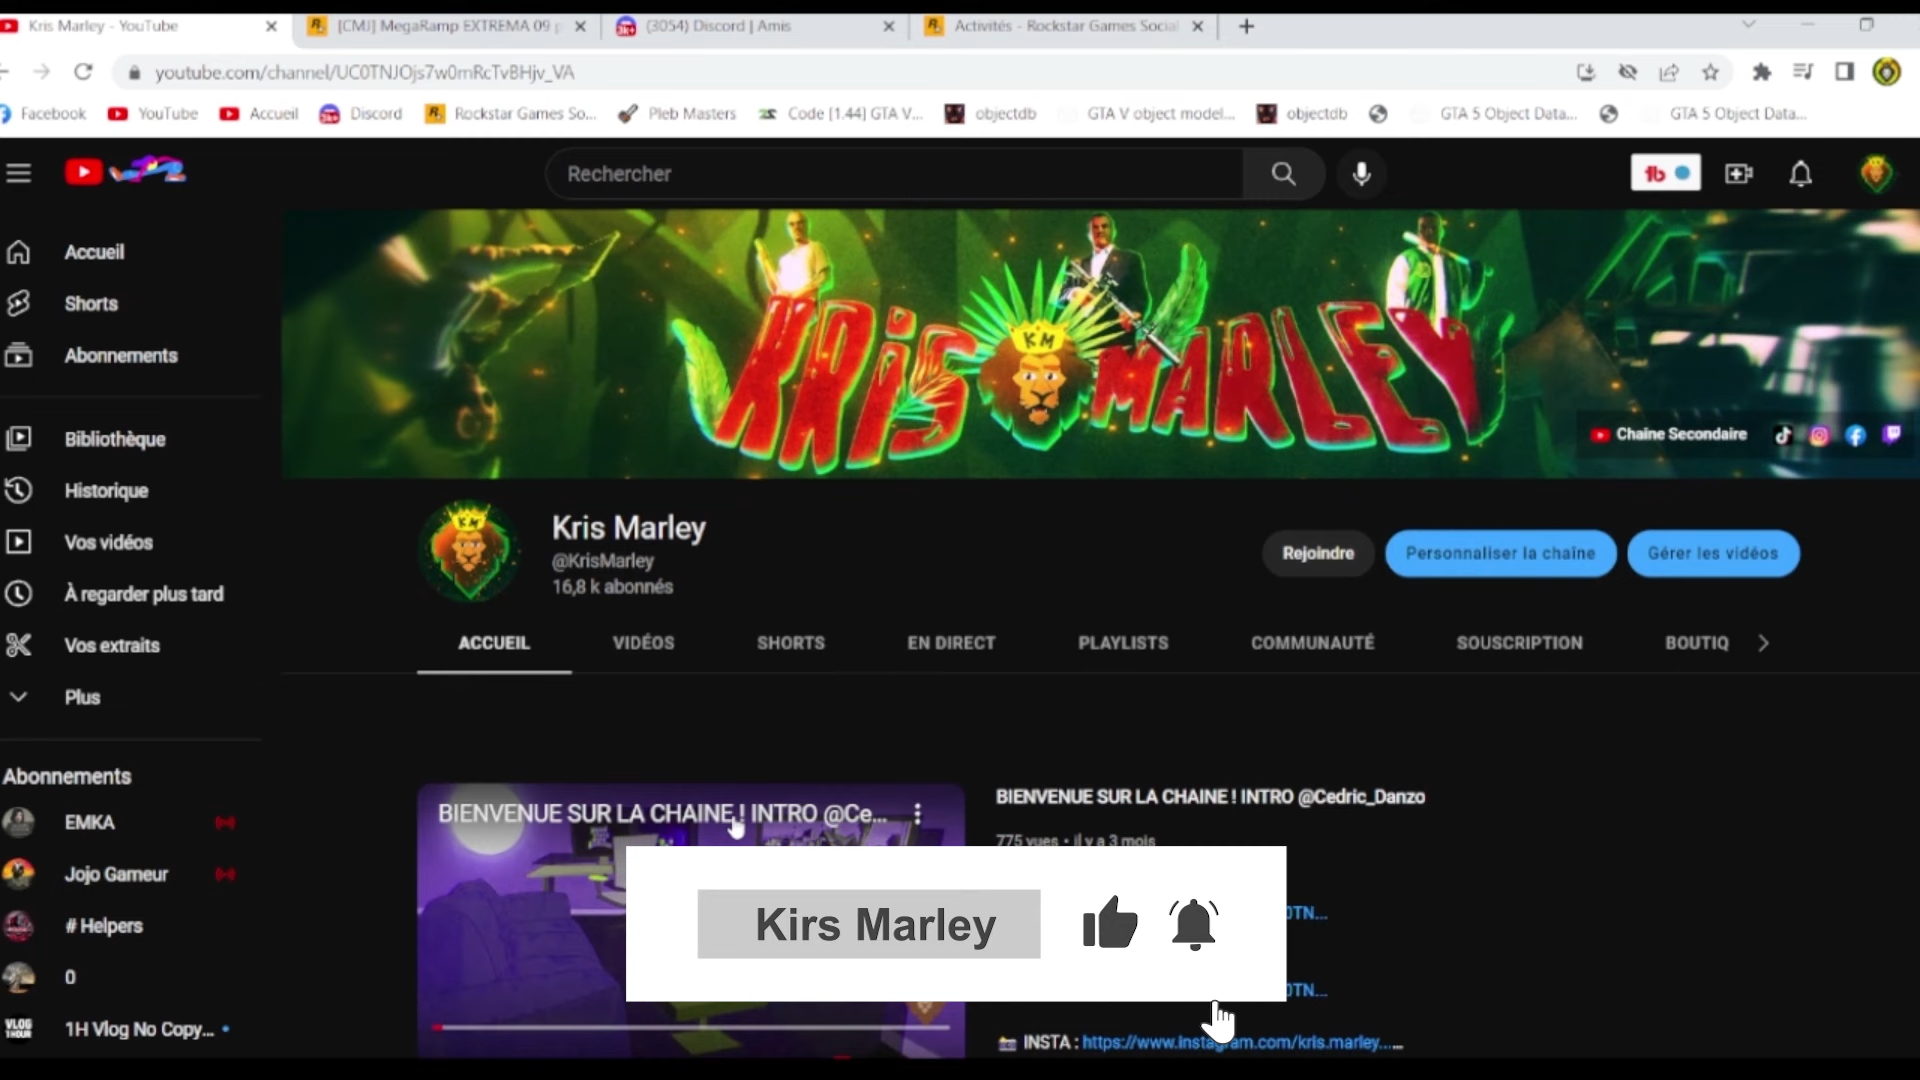 Kris Marley - YouTube
[CMJ] MegaRamp EXTREMA 09 p
(3054) Discord | Amis
Activités - Rockstar Games Social
youtube.com/channel/UC0TNJOjs7w0mRcTvBHjv_VA
Facebook
YouTube
Accueil
Discord
Rockstar Games So...
Pleb Masters
Code [1.44] GTA V...
objectdb
GTA V object model...
objectdb
GTA 5 Object Data...
GTA 5 Object Data...
Rechercher
Accueil
Shorts
Abonnements
Bibliothèque
Historique
Vos vidéos
À regarder plus tard
Vos extraits
Plus
Abonnements
EMKA
Jojo Gameur
# Helpers
0
1H Vlog No Copy...
KRIS MARLEY
KM
Chaîne Secondaire
Kris Marley
@KrisMarley
16,8 k abonnés
Rejoindre
Personnaliser la chaîne
Gérer les vidéos
ACCUEIL
VIDÉOS
SHORTS
EN DIRECT
PLAYLISTS
COMMUNAUTÉ
SOUSCRIPTION
BOUTIQ
BIENVENUE SUR LA CHAINE ! INTRO @Ce...
BIENVENUE SUR LA CHAINE ! INTRO @Cedric_Danzo
775 vues • il y a 3 mois
0TN...
0TN...
INSTA : https://www.instagram.com/kris.marley......
Kirs Marley